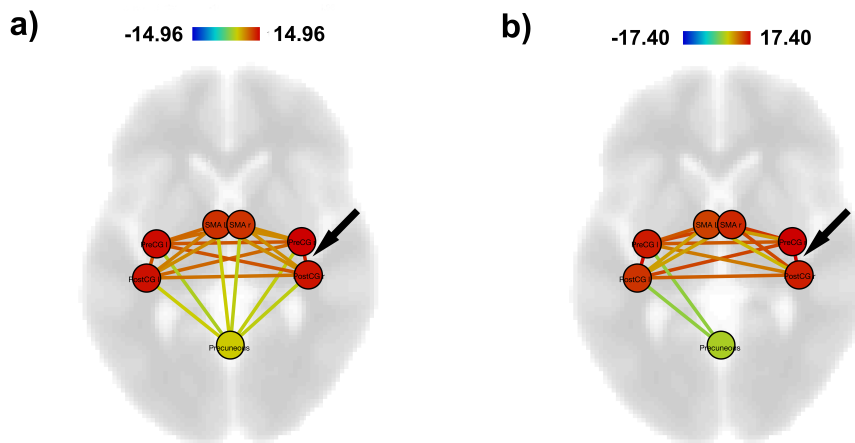 a)
-14.96 14.96
SMA l SMA r
PreCG l PreCG
PostCG l PostCG r
Precuneous
b)
-17.40 17.40
SMA l SMA r
PreCG l PreCG
PostCG l PostCG r
Precuneous